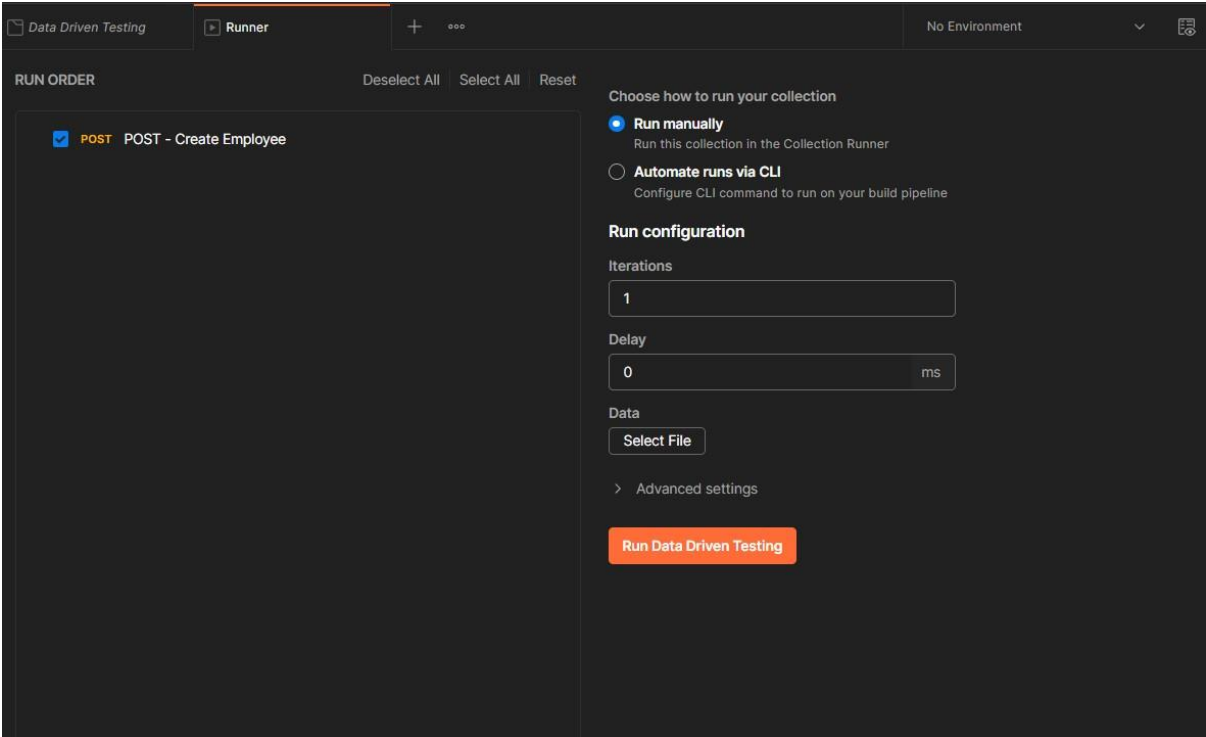 Data Driven Testing
Runner
No Environment
RUN ORDER
Deselect All
Select All
Reset
POST POST - Create Employee
Choose how to run your collection
Run manually
Run this collection in the Collection Runner
Automate runs via CLI
Configure CLI command to run on your build pipeline
Run configuration
Iterations
1
Delay
0 ms
Data
Select File
Advanced settings
Run Data Driven Testing